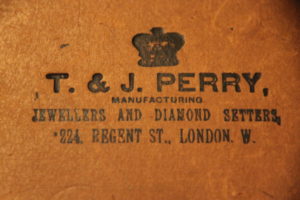 T. & J. PERRY,
MANUFACTURING
JEWELLERS AND DIAMOND SETTERS,
224, REGENT ST., LONDON. W.